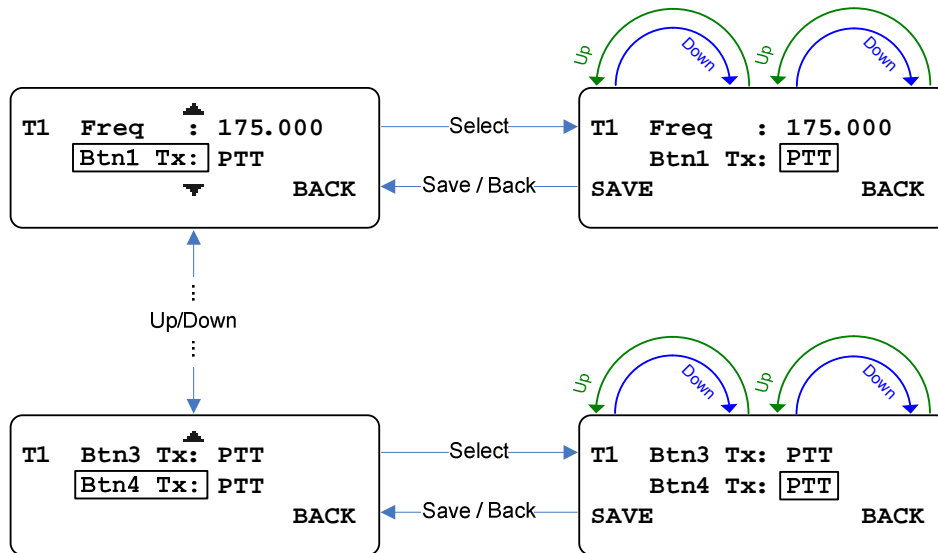 Up Down Up Down
T1 Freq : 175.000
Btn1 Tx: PTT
BACK
Select
Save / Back
T1 Freq : 175.000
Btn1 Tx: PTT
SAVE BACK
Up/Down
Up Down Up Down
T1 Btn3 Tx: PTT
Btn4 Tx: PTT
BACK
Select
Save / Back
T1 Btn3 Tx: PTT
Btn4 Tx: PTT
SAVE BACK